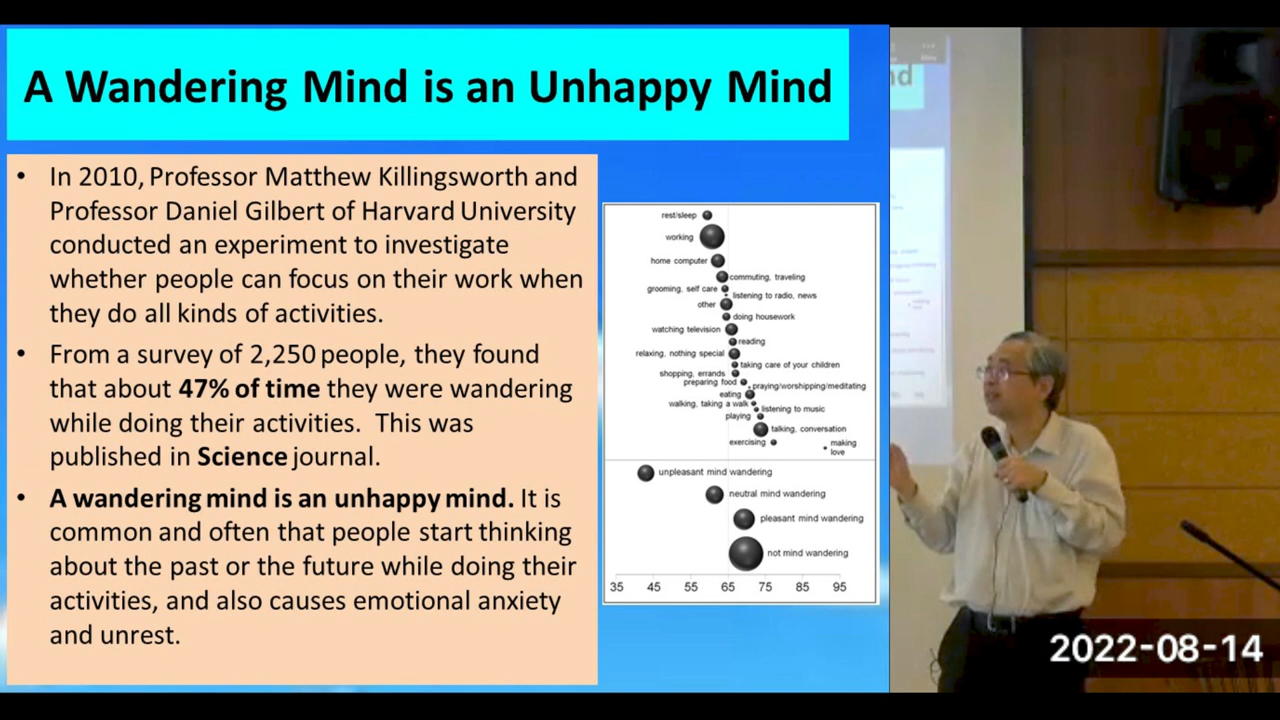 A Wandering Mind is an Unhappy Mind
• In 2010, Professor Matthew Killingsworth and
Professor Daniel Gilbert of Harvard University
conducted an experiment to investigate
whether people can focus on their work when
they do all kinds of activities.
• From a survey of 2,250 people, they found
that about 47% of time they were wandering
while doing their activities. This was
published in Science journal.
• A wandering mind is an unhappy mind. It is
common and often that people start thinking
about the past or the future while doing their
activities, and also causes emotional anxiety
and unrest.
rest/sleep
working
home computer
commuting, traveling
grooming, self care
listening to radio, news
other
doing housework
watching television
reading
relaxing, nothing special
taking care of your children
shopping, errands
preparing food
praying/worshipping/meditating
eating
walking, taking a walk
listening to music
playing
talking, conversation
exercising
making
love
unpleasant mind wandering
neutral mind wandering
pleasant mind wandering
not mind wandering
35 45 55 65 75 85 95
nd
2022-08-14